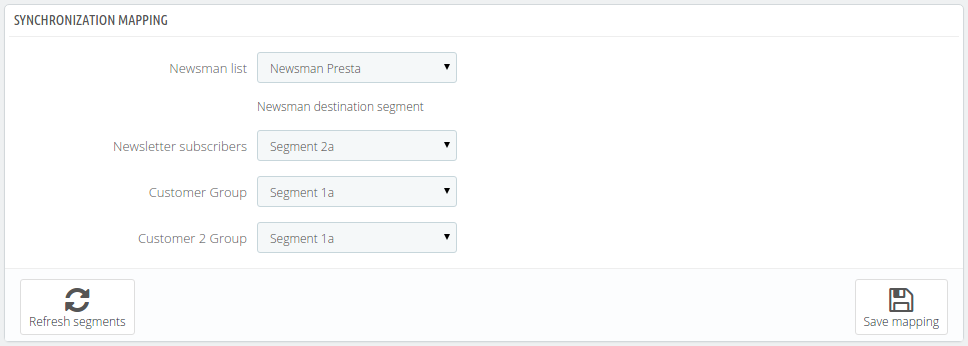 SYNCHRONIZATION MAPPING
Newsman list Newsman Presta
Newsman destination segment
Newsletter subscribers Segment 2a
Customer Group Segment 1a
Customer 2 Group Segment 1a
Refresh segments Save mapping